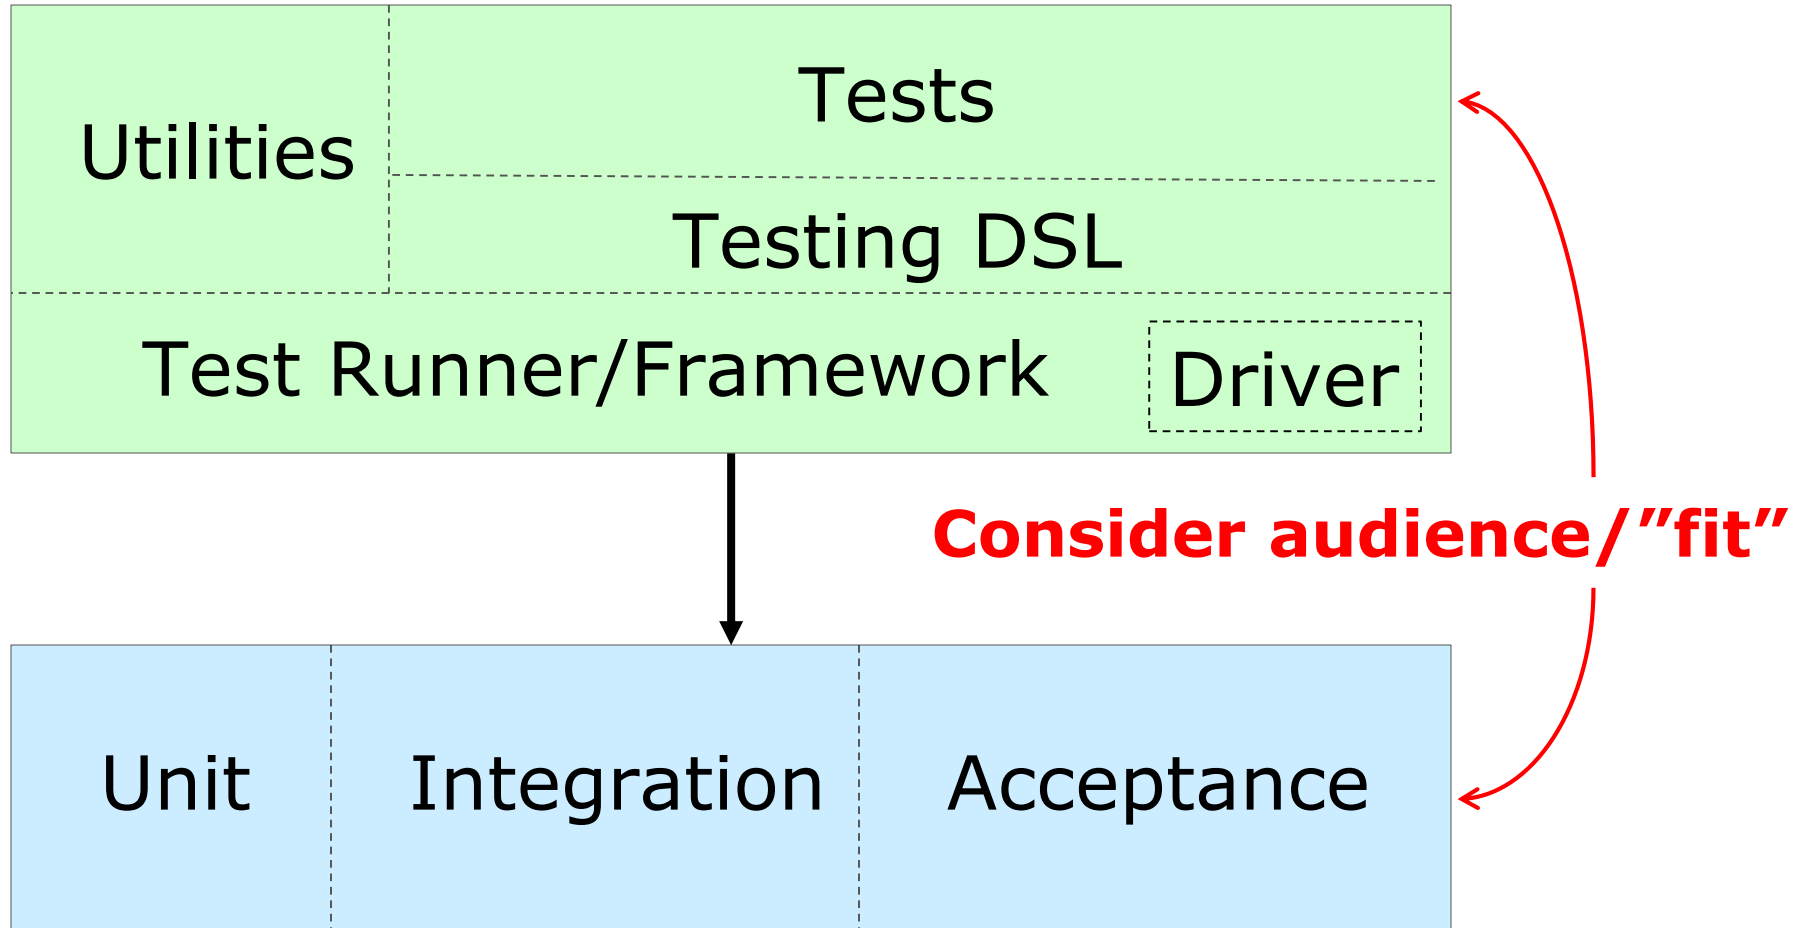 Tests
Utilities
Testing DSL
Test Runner/Framework
Driver
Consider audience/”fit”
Unit
Integration
Acceptance